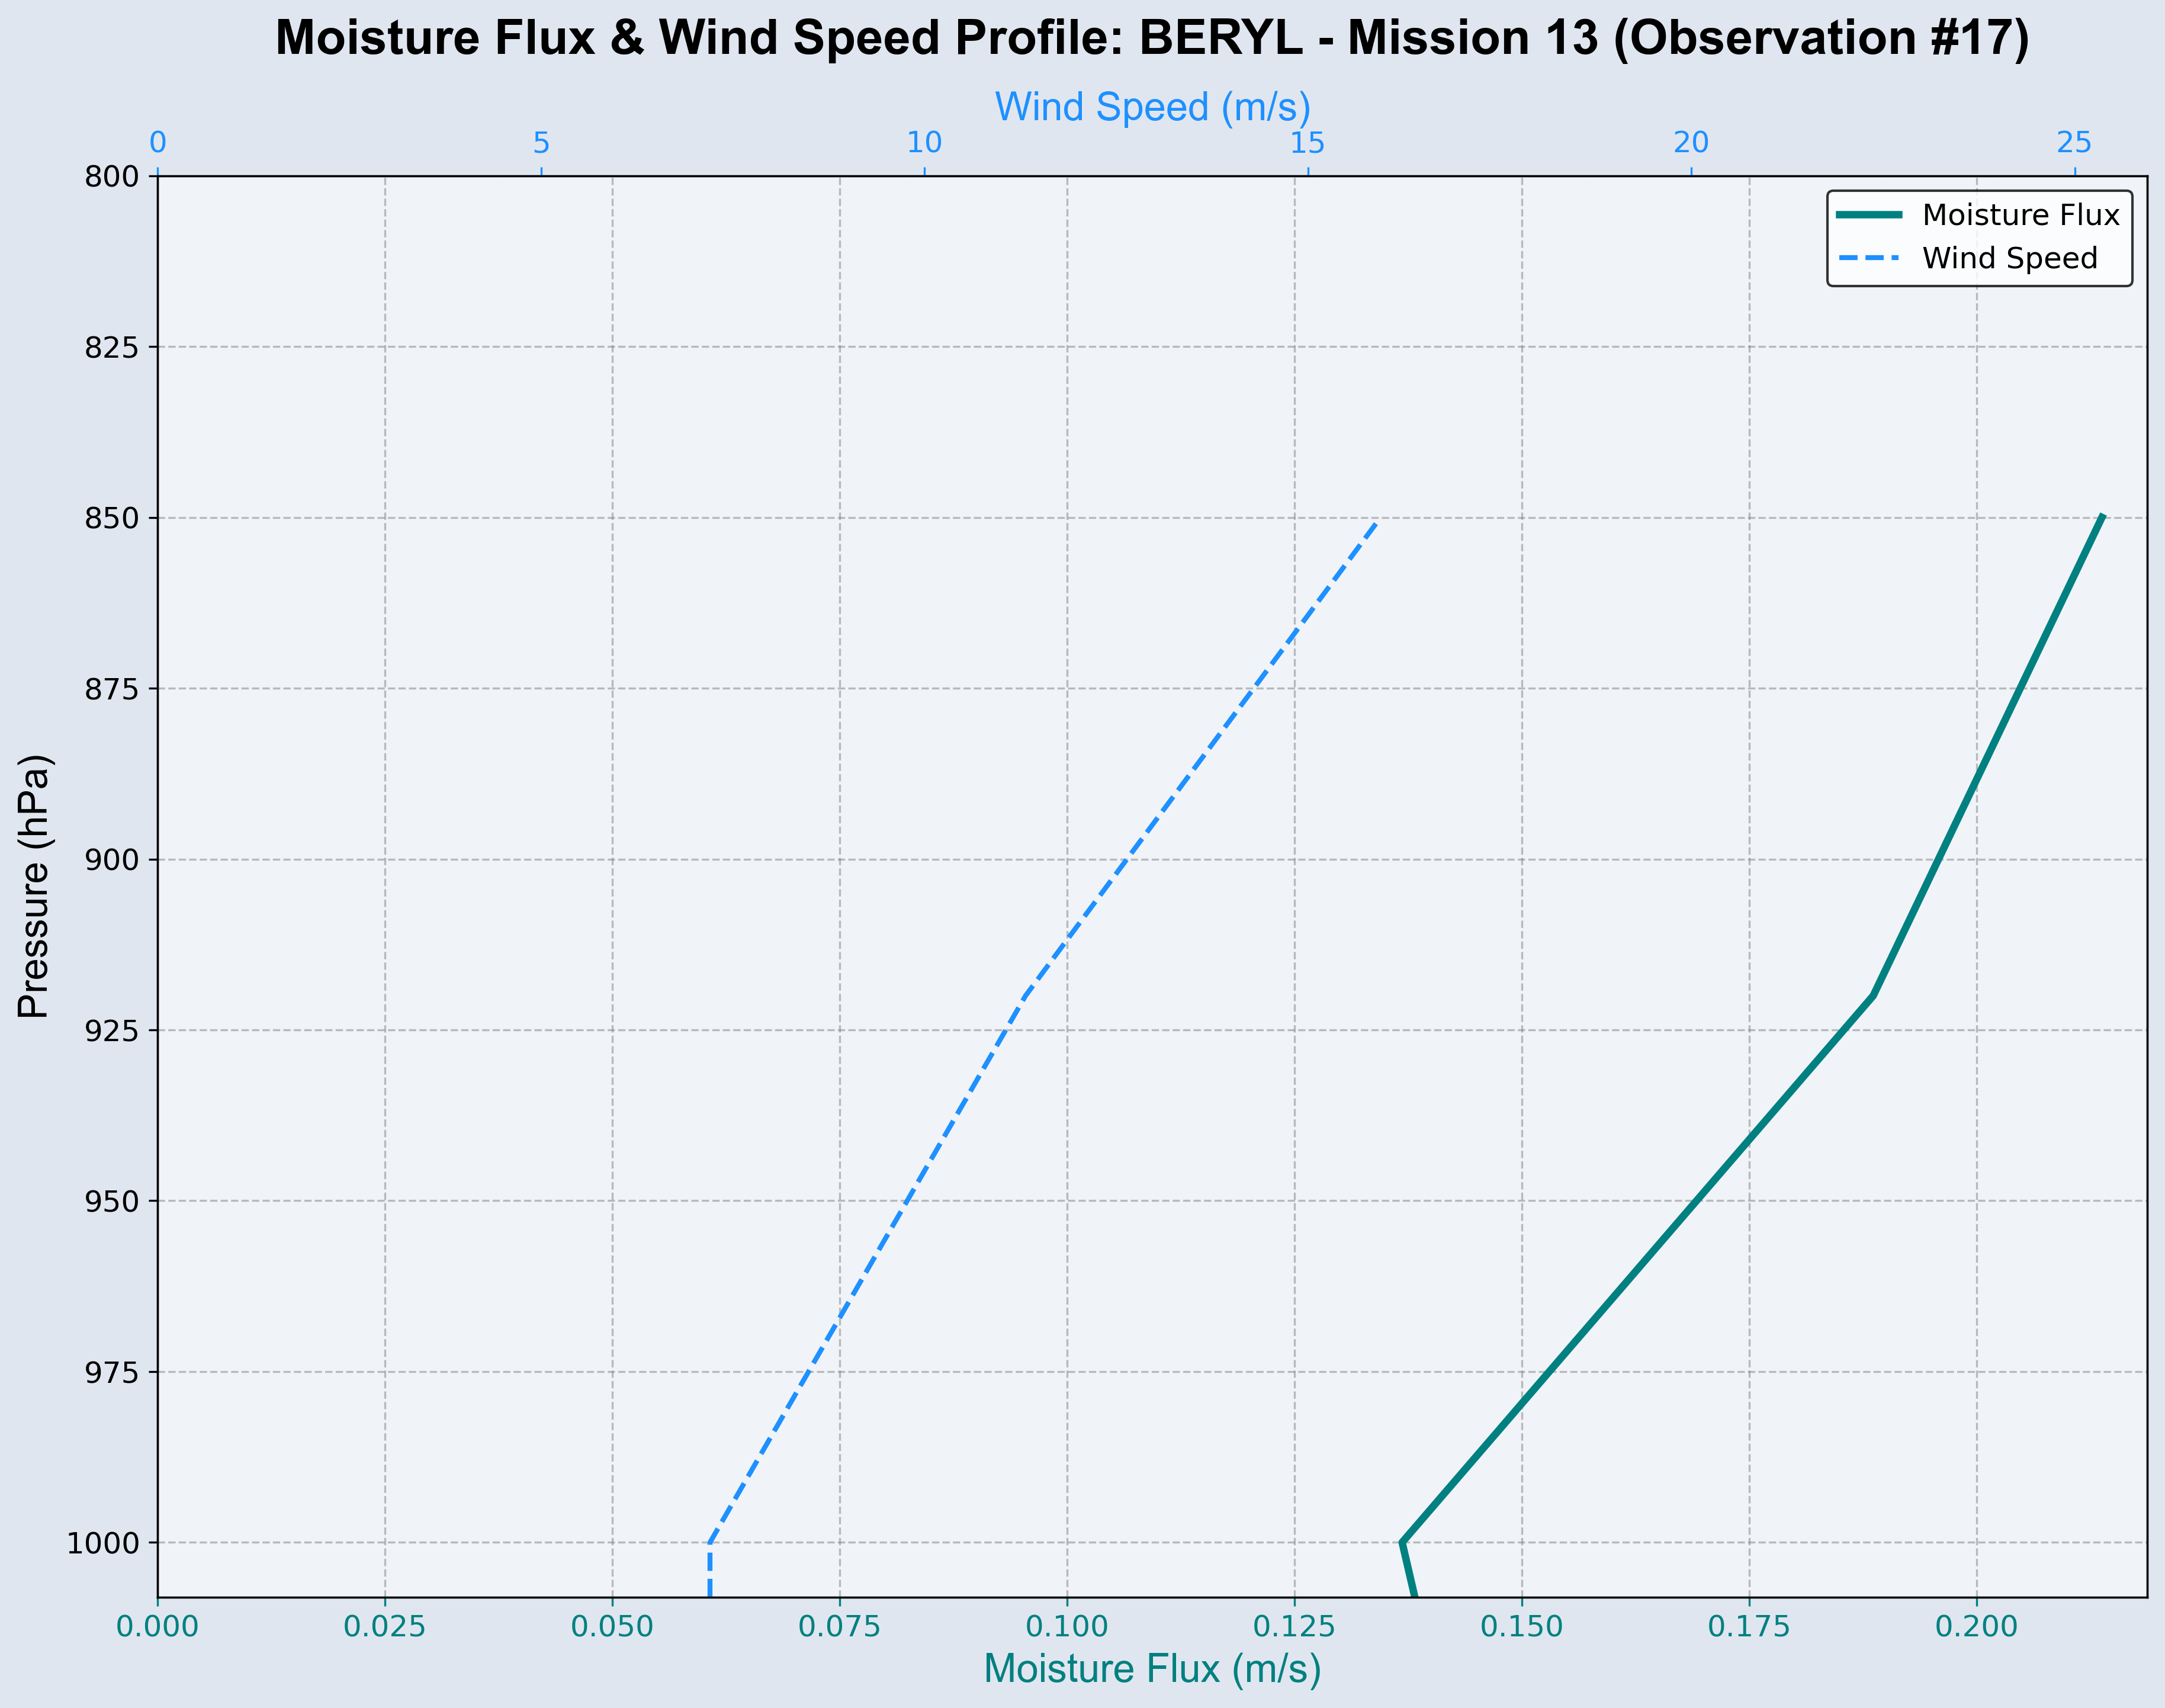 Moisture Flux & Wind Speed Profile: BERYL - Mission 13 (Observation #17)
Wind Speed (m/s)
0 5 10 15 20 25
Moisture Flux
Wind Speed
Pressure (hPa)
800
825
850
875
900
925
950
975
1000
0.000 0.025 0.050 0.075 0.100 0.125 0.150 0.175 0.200
Moisture Flux (m/s)